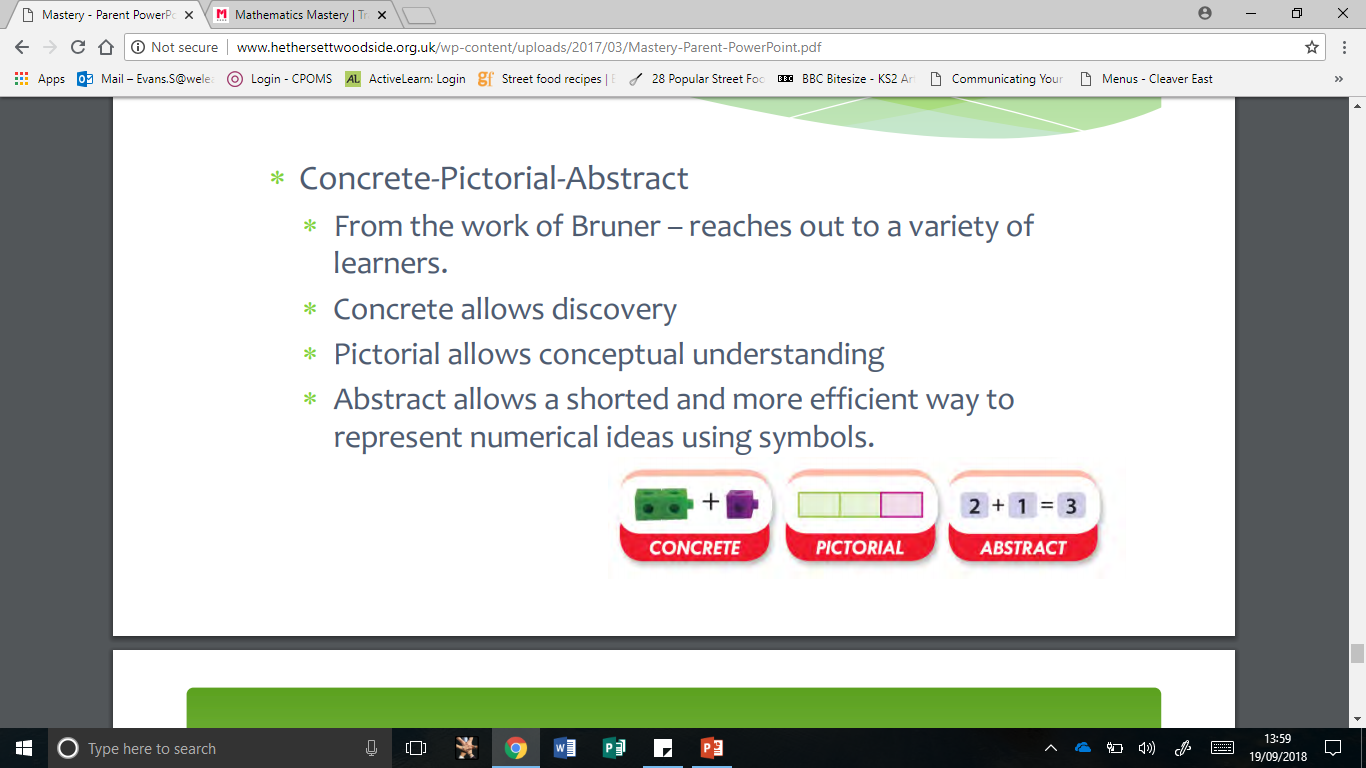 Mastery - Parent PowerPo
Mathematics Mastery | Tr
Not secure
www.hethersettwoodside.org.uk/wp-content/uploads/2017/03/Mastery-Parent-PowerPoint.pdf
Apps
Mail – Evans.S@wele
Login - CPOMS
AL
ActiveLearn: Login
gf
Street food recipes |
28 Popular Street Foo
BBC
BBC Bitesize - KS2 Ar
Communicating Your
Menus - Cleaver East
»
* Concrete-Pictorial-Abstract
* From the work of Bruner – reaches out to a variety of
learners.
* Concrete allows discovery
* Pictorial allows conceptual understanding
* Abstract allows a shorted and more efficient way to
represent numerical ideas using symbols.
+
2 + 1 = 3
CONCRETE
PICTORIAL
ABSTRACT
Type here to search
13:59
19/09/2018